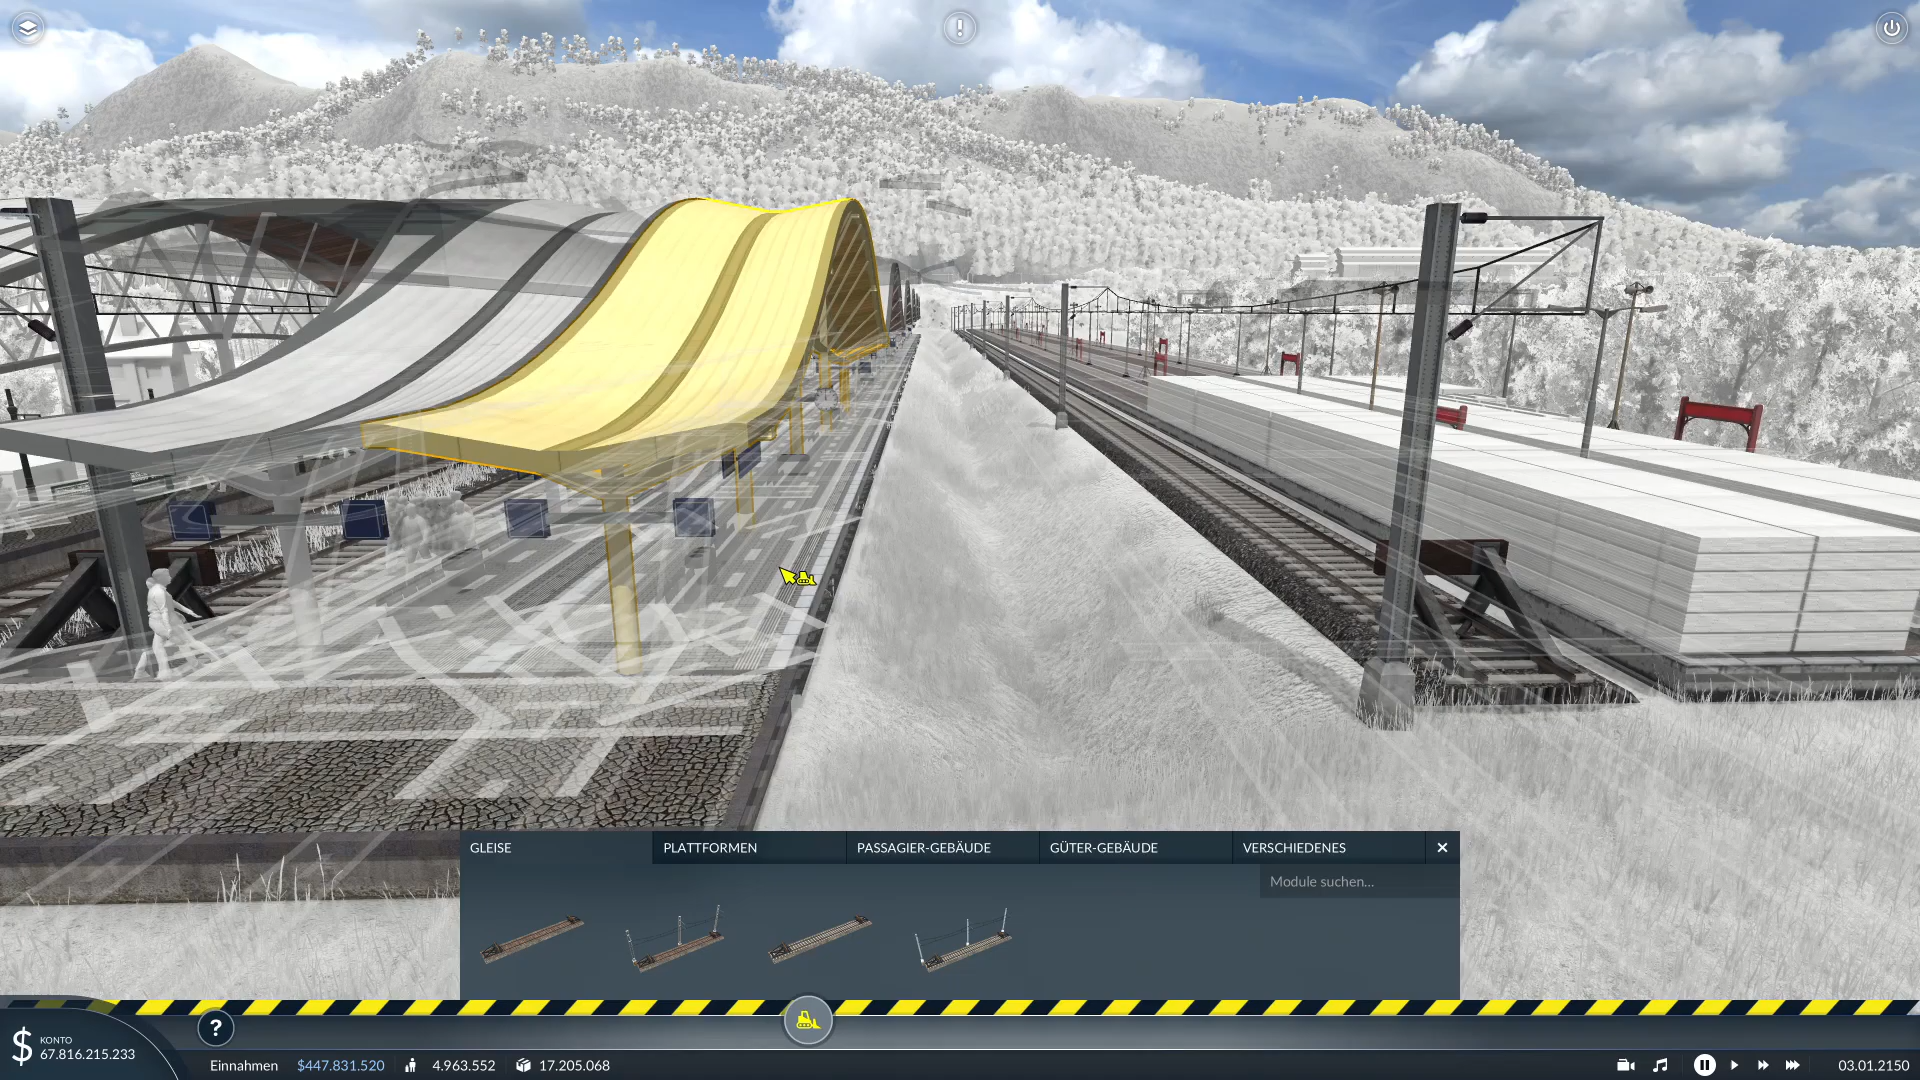 GLEISE
PLATTFORMEN
PASSAGIER-GEBÄUDE
GÜTER-GEBÄUDE
VERSCHIEDENES
Module suchen...
?
$ KONTO
67.816.215.233
Einnahmen $447.831.520 4.963.552 17.205.068
03.01.2150